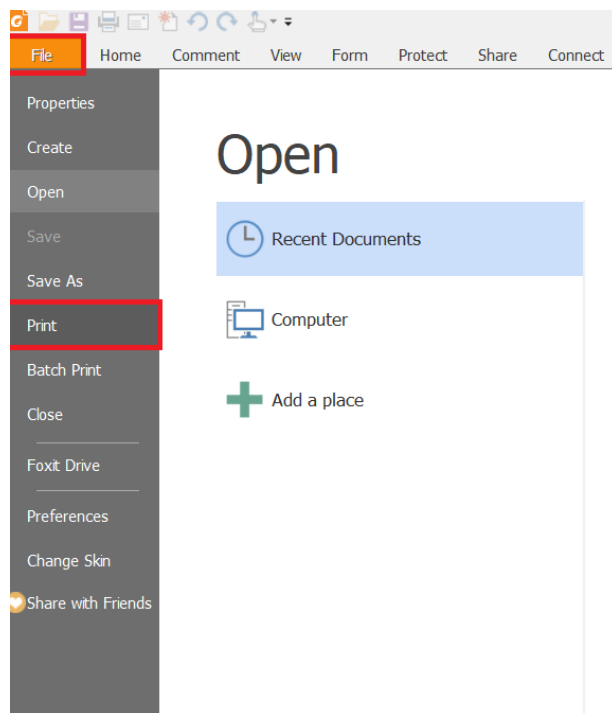 File Home Comment View Form Protect Share Connect
Properties
Create
Open
Save
Save As
Print
Batch Print
Close
Foxit Drive
Preferences
Change Skin
Share with Friends
Open
Recent Documents
Computer
Add a place